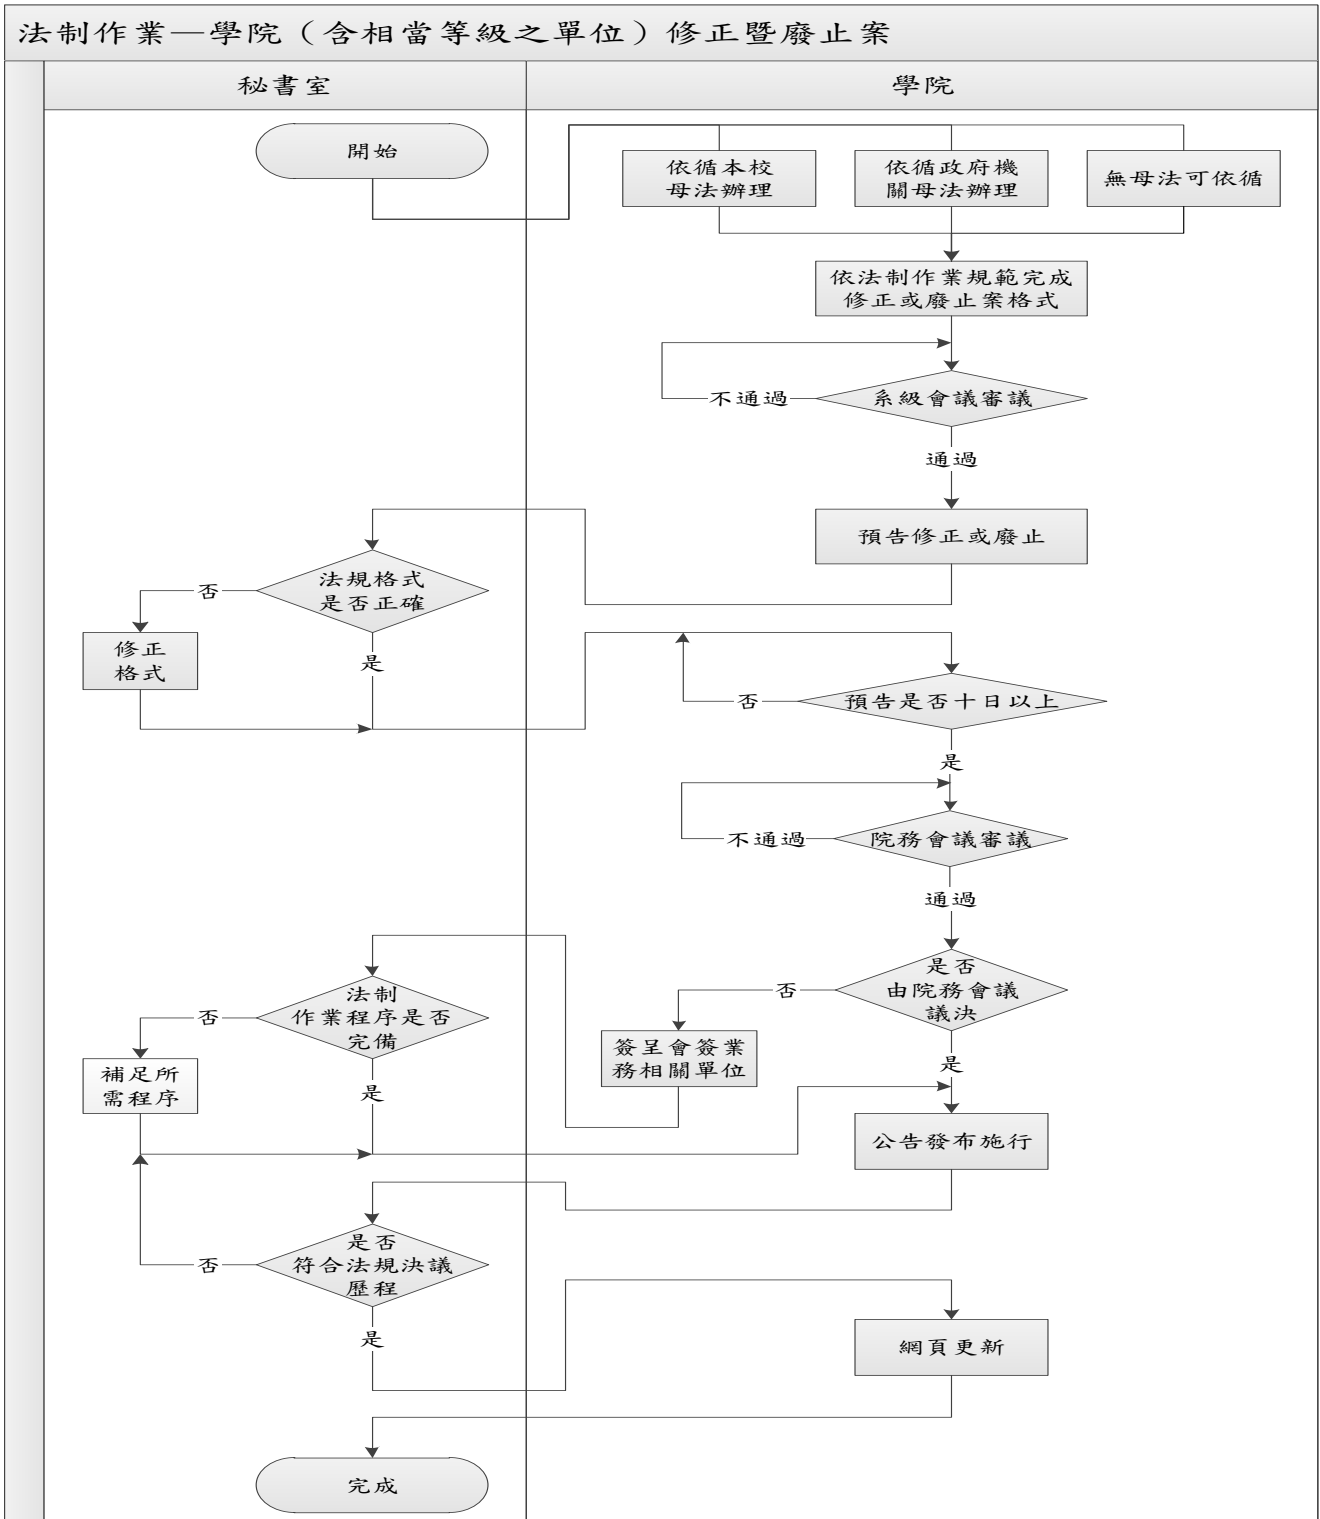 法制作業—學院（含相當等級之單位）修正暨廢止案
秘書室
學院
開始
依循本校
母法辦理
依循政府機
關母法辦理
無母法可依循
依法制作業規范完成
修正或廢止案格式
不通過
系級會議審議
通過
預告修正或廢止
法規格式
是否正確
否
修正
格式
是
否
預告是否十日以上
是
不通過
院務會議審議
通過
是否
由院務會議
議決
否
簽呈會簽業
務相關單位
是
法制
作業程序是否
完備
否
補足所
需程序
是
公告發布施行
是否
符合法規決議
歷程
否
是
網頁更新
完成